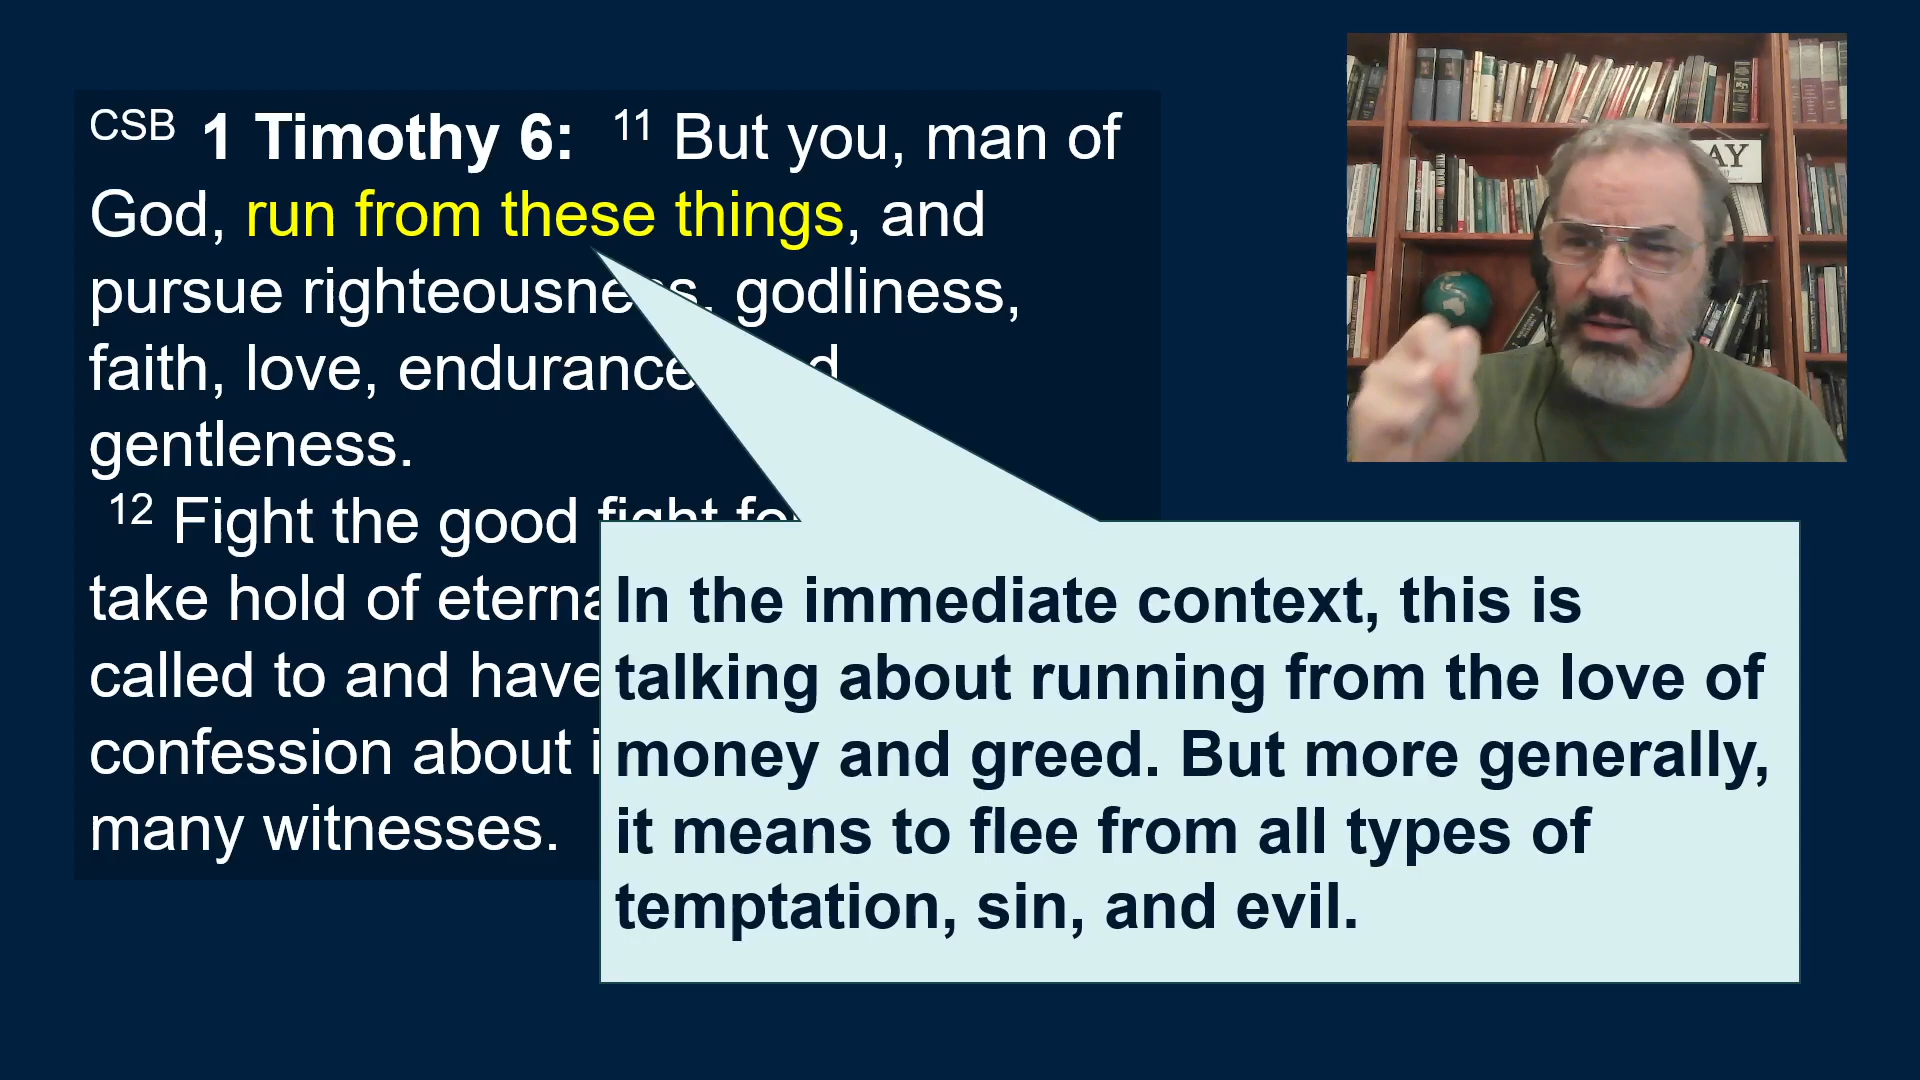 CSB 1 Timothy 6: 11 But you, man of
God, run from these things, and
pursue righteousness, godliness,
faith, love, endurance
gentleness.
12 Fight the good fight
take hold of
called to and have
confession about
many witnesses.
In the immediate context, this is
talking about running from the love of
money and greed. But more generally,
it means to flee from all types of
temptation, sin, and evil.
AY